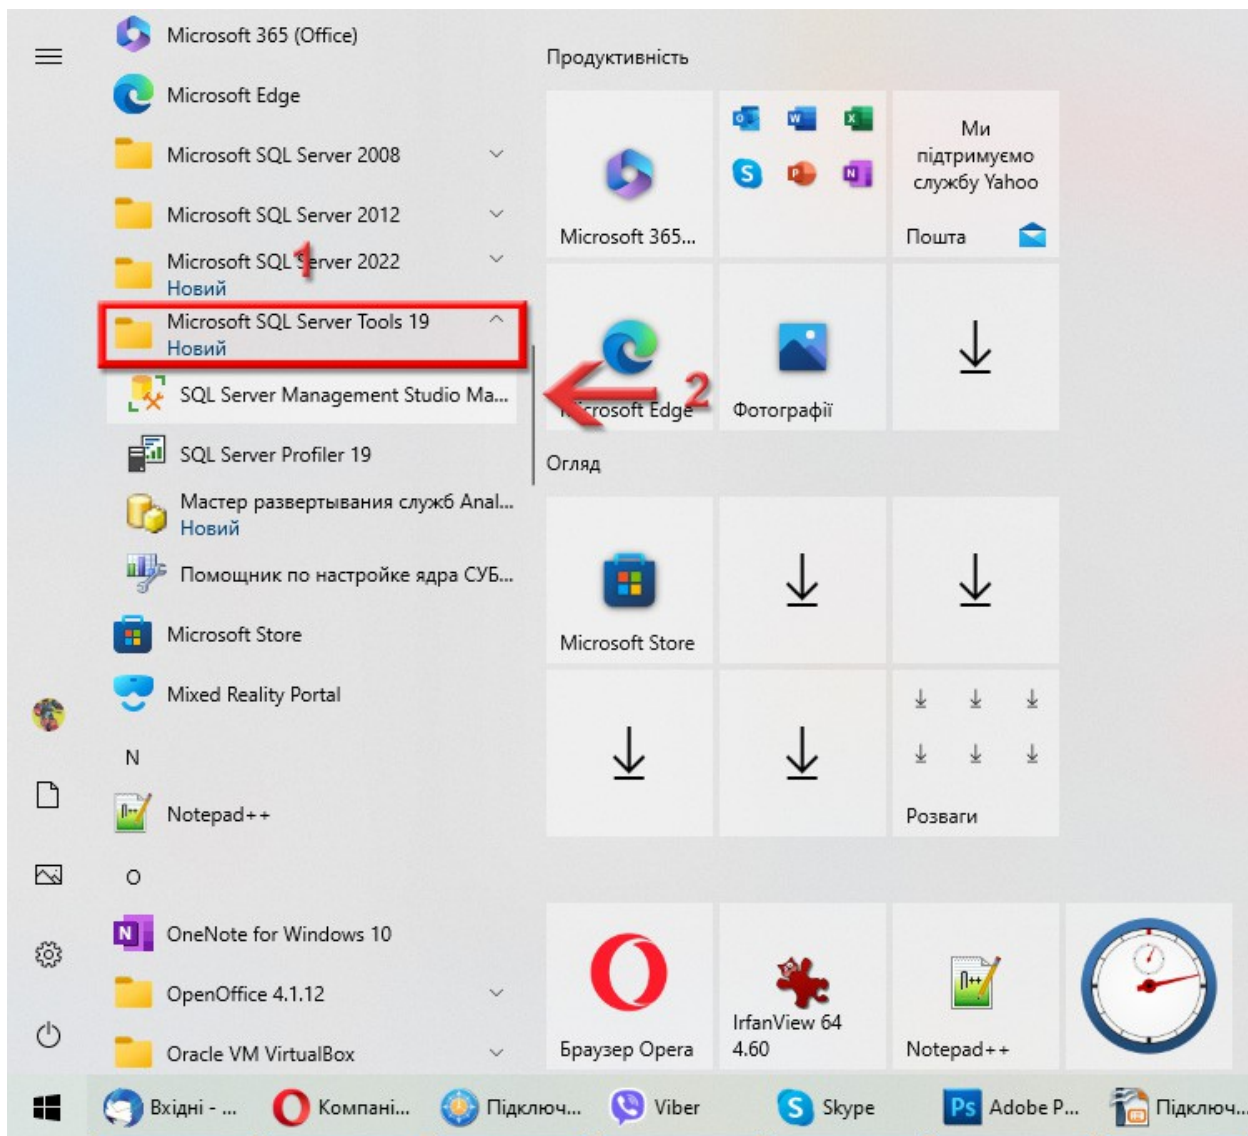 Microsoft 365 (Office)
Microsoft Edge
Microsoft SQL Server 2008
Microsoft SQL Server 2012
1
Microsoft SQL Server 2022
Новий
Microsoft SQL Server Tools 19
Новий
SQL Server Management Studio Ma...
2
SQL Server Profiler 19
Мастер развертывания служб Anal...
Новий
Помощник по настройке ядра СУБ...
Microsoft Store
Mixed Reality Portal
N
Notepad++
O
OneNote for Windows 10
OpenOffice 4.1.12
Oracle VM VirtualBox
Продуктивність
Microsoft 365...
Ми
підтримуємо
службу Yahoo
Пошта
Microsoft Edge
Фотографії
Огляд
Microsoft Store
Розваги
Браузер Opera
IrfanView 64
4.60
Notepad++
Вхідні - ...
Компані...
Підключ...
Viber
Skype
Ps
Adobe P...
Підключ...